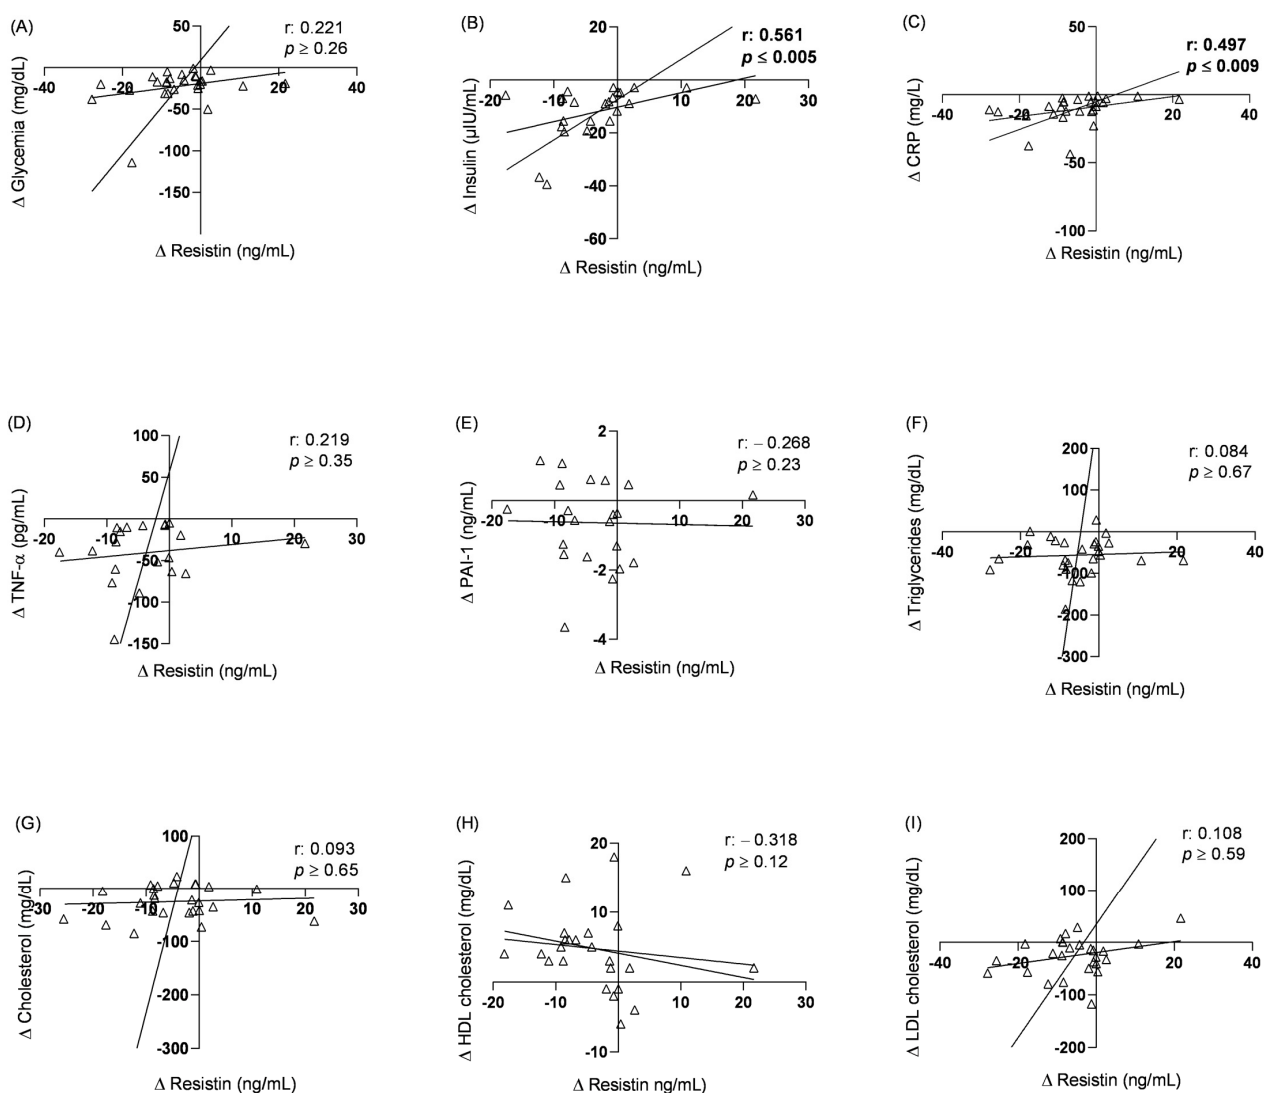 (A)
Δ Glycemia (mg/dL)
50
-40 -20 20 40
-50
-100
-150
r: 0.221
p ≥ 0.26
Δ Resistin (ng/mL)
(B)
Δ Insulin (µIU/mL)
20
-20 -10 10 20 30
-20
-40
-60
r: 0.561
p ≤ 0.005
Δ Resistin (ng/mL)
(C)
Δ CRP (mg/L)
50
-40 -20 20 40
-50
-100
r: 0.497
p ≤ 0.009
Δ Resistin (ng/mL)
(D)
Δ TNF-α (pg/mL)
100
50
-20 -10 10 20 30
-50
-100
-150
r: 0.219
p ≥ 0.35
Δ Resistin (ng/mL)
(E)
Δ PAI-1 (ng/mL)
2
-20 -10 10 20 30
-2
-4
r: – 0.268
p ≥ 0.23
Δ Resistin (ng/mL)
(F)
Δ Triglycerides (mg/dL)
200
100
-40 -20 20 40
-100
-200
-300
r: 0.084
p ≥ 0.67
Δ Resistin (ng/mL)
(G)
Δ Cholesterol (mg/dL)
100
-30 -20 -10 10 20 30
-100
-200
-300
r: 0.093
p ≥ 0.65
Δ Resistin (ng/mL)
(H)
Δ HDL cholesterol (mg/dL)
20
10
-20 -10 10 20 30
-10
r: – 0.318
p ≥ 0.12
Δ Resistin ng/mL)
(I)
Δ LDL cholesterol (mg/dL)
200
100
-40 -20 20 40
-100
-200
r: 0.108
p ≥ 0.59
Δ Resistin (ng/mL)